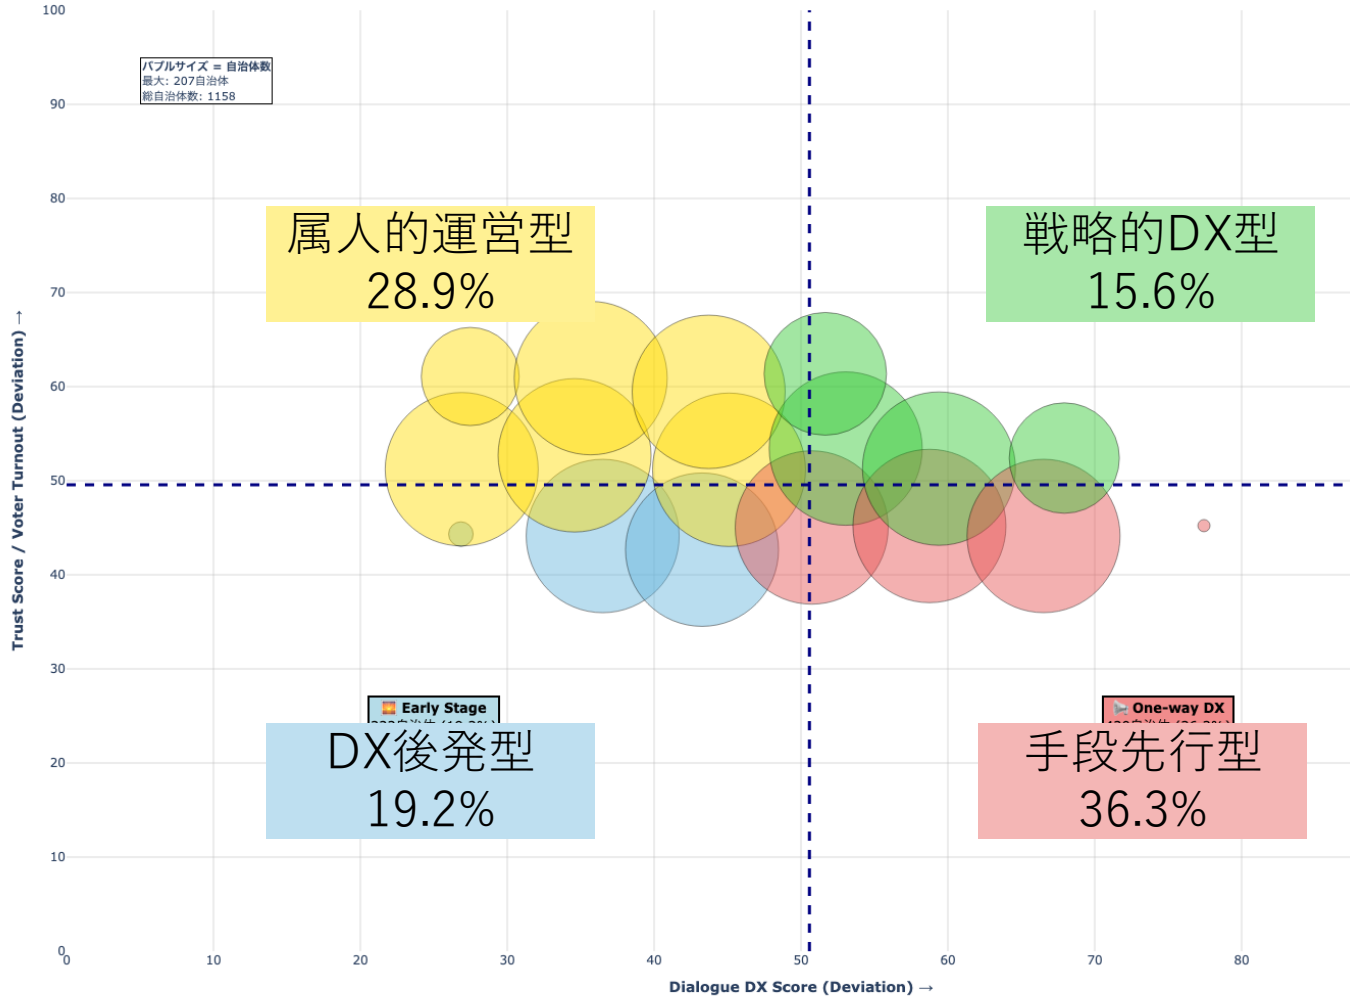 100
バブルサイズ = 自治体数
最大: 207自治体
総自治体数: 1158
90
80
属人的運営型
28.9%
戦略的DX型
15.6%
70
60
50
40
30
Trust Score / Voter Turnout (Deviation) →
Early Stage
One-way DX
DX後発型
19.2%
手段先行型
36.3%
20
10
0
0 10 20 30 40 50 60 70 80
Dialogue DX Score (Deviation) →